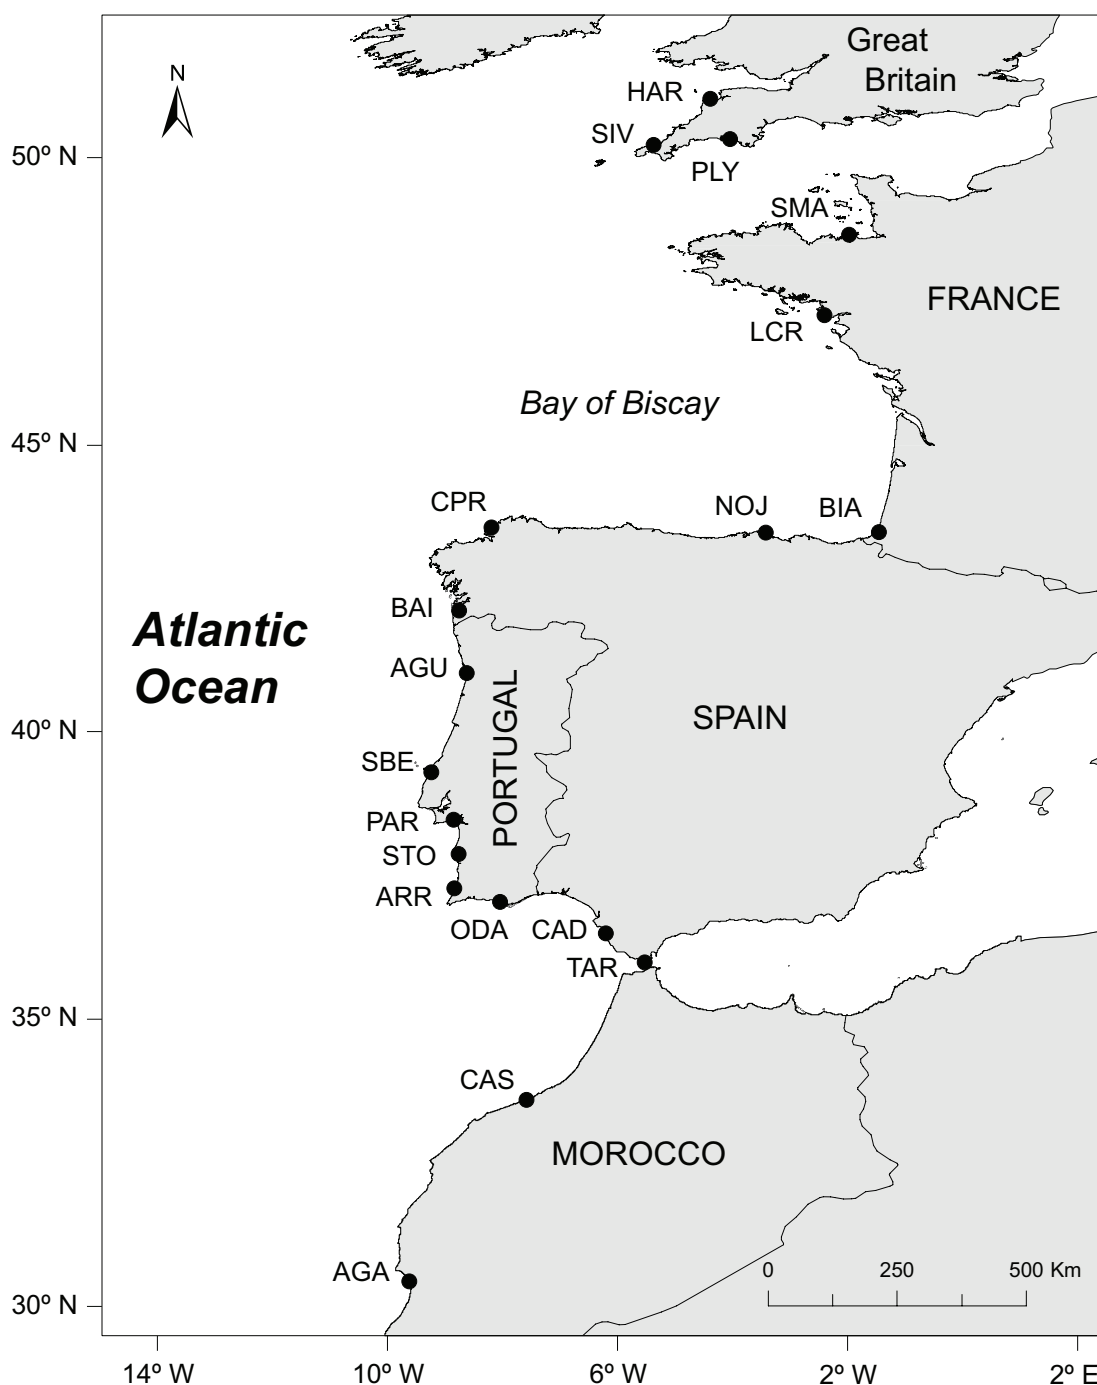 Great
Britain
N
HAR
SIV
50º N
PLY
SMA
FRANCE
LCR
Bay of Biscay
45º N
CPR
NOJ
BIA
BAI
Atlantic
Ocean
AGU
PORTUGAL
SPAIN
40º N
SBE
PAR
STO
ARR
ODA
CAD
TAR
35º N
CAS
MOROCCO
AGA
0 250 500 Km
30º N
14º W 10º W 6º W 2º W 2º E